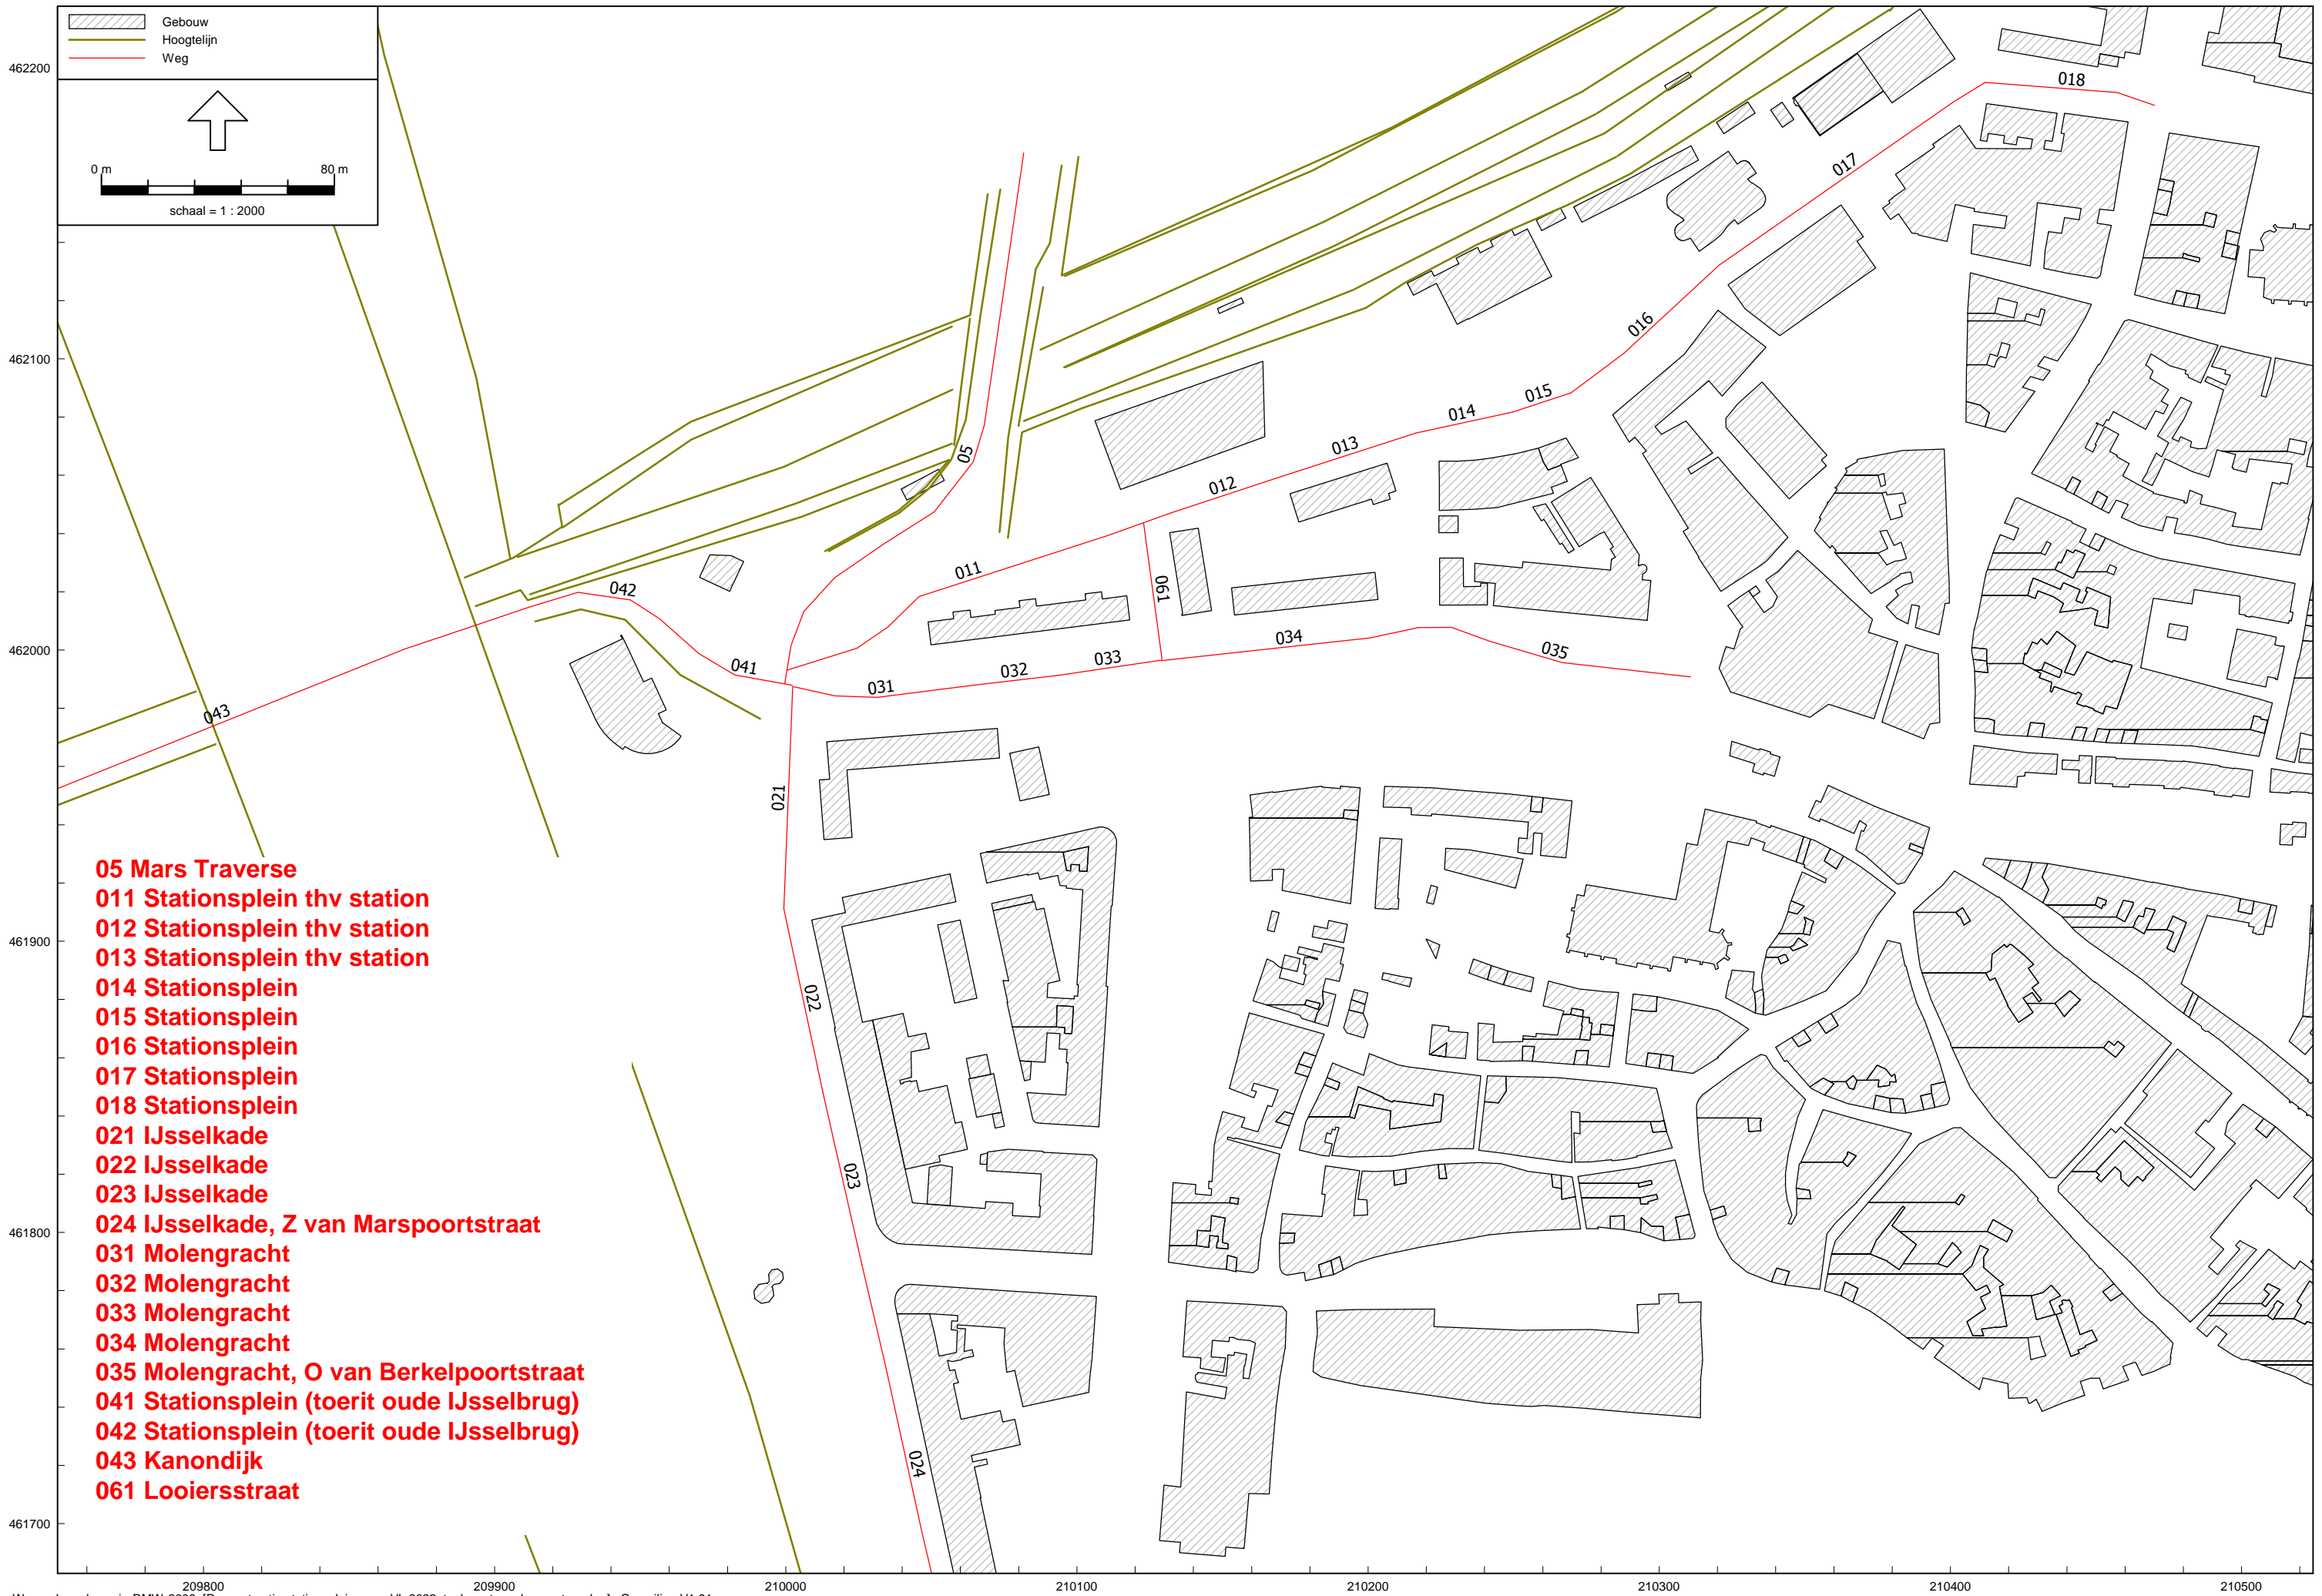 Gebouw
Hoogtelijn
Weg
0 m 80 m
schaal = 1 : 2000
462200
462100
462000
461900
461800
461700
018
017
016
015
014
013
012
011
05
061
042
041
043
031
032
033
034
035
021
022
023
024
05 Mars Traverse
011 Stationsplein thv station
012 Stationsplein thv station
013 Stationsplein thv station
014 Stationsplein
015 Stationsplein
016 Stationsplein
017 Stationsplein
018 Stationsplein
021 IJsselkade
022 IJsselkade
023 IJsselkade
024 IJsselkade, Z van Marspoortstraat
031 Molengracht
032 Molengracht
033 Molengracht
034 Molengracht
035 Molengracht, O van Berkelpoortstraat
041 Stationsplein (toerit oude IJsselbrug)
042 Stationsplein (toerit oude IJsselbrug)
043 Kanondijk
061 Looiersstraat
209800 209900 210000 210100 210200 210300 210400 210500